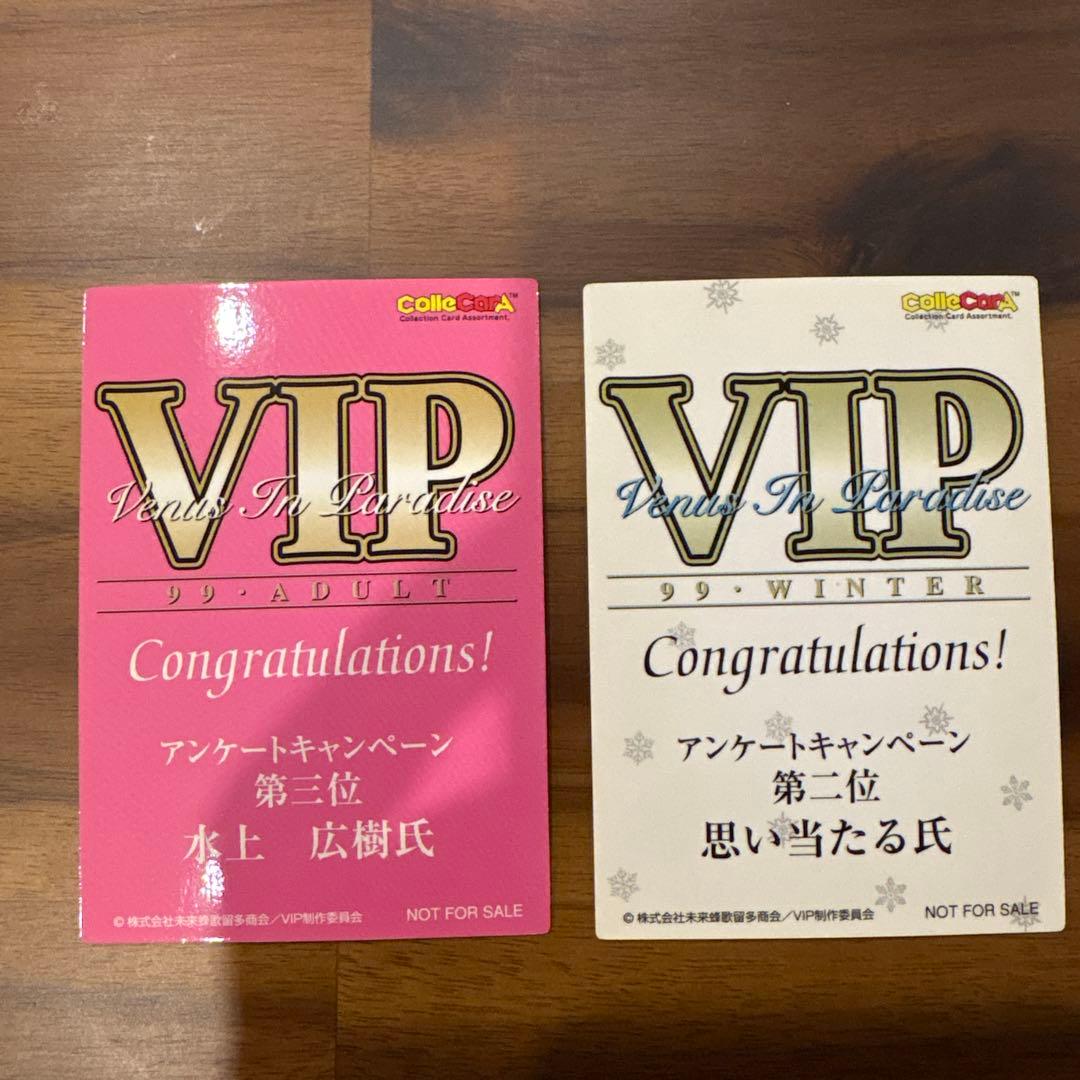 ColleCarA™
Collection Card Assortment.
VIP
Venus In Paradise
99・ADULT
Congratulations!
アンケートキャンペーン
第三位
水上　広樹氏
© 株式会社未来蜂歌留多商会／VIP制作委員会
NOT FOR SALE
ColleCarA™
Collection Card Assortment.
VIP
Venus In Paradise
99・WINTER
Congratulations!
アンケートキャンペーン
第二位
思い当たる氏
© 株式会社未来蜂歌留多商会／VIP制作委員会
NOT FOR SALE